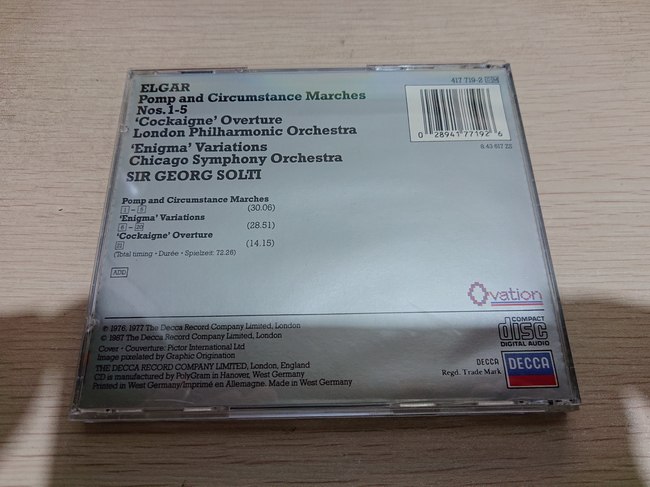 ELGAR
Pomp and Circumstance Marches
Nos. 1-5
'Cockaigne' Overture
London Philharmonic Orchestra
'Enigma' Variations
Chicago Symphony Orchestra
SIR GEORG SOLTI
417 719-2
0 28941 77192 6
8.43 617 ZS
Pomp and Circumstance Marches
1 - 5 (30.06)
'Enigma' Variations
6 - 20 (28.51)
'Cockaigne' Overture
21 (14.15)
(Total timing • Durée • Spielzeit: 72.26)
ADD
Ovation
℗ 1976, 1977 The Decca Record Company Limited, London
© 1987 The Decca Record Company Limited, London
Cover • Couverture: Pictor International Ltd
Image pixelated by Graphic Origination
THE DECCA RECORD COMPANY LIMITED, London, England
CD is manufactured by PolyGram in Hanover, West Germany
Printed in West Germany/Imprimé en Allemagne. Made in West Germany
COMPACT
disc
DIGITAL AUDIO
DECCA
Regd. Trade Mark
DECCA